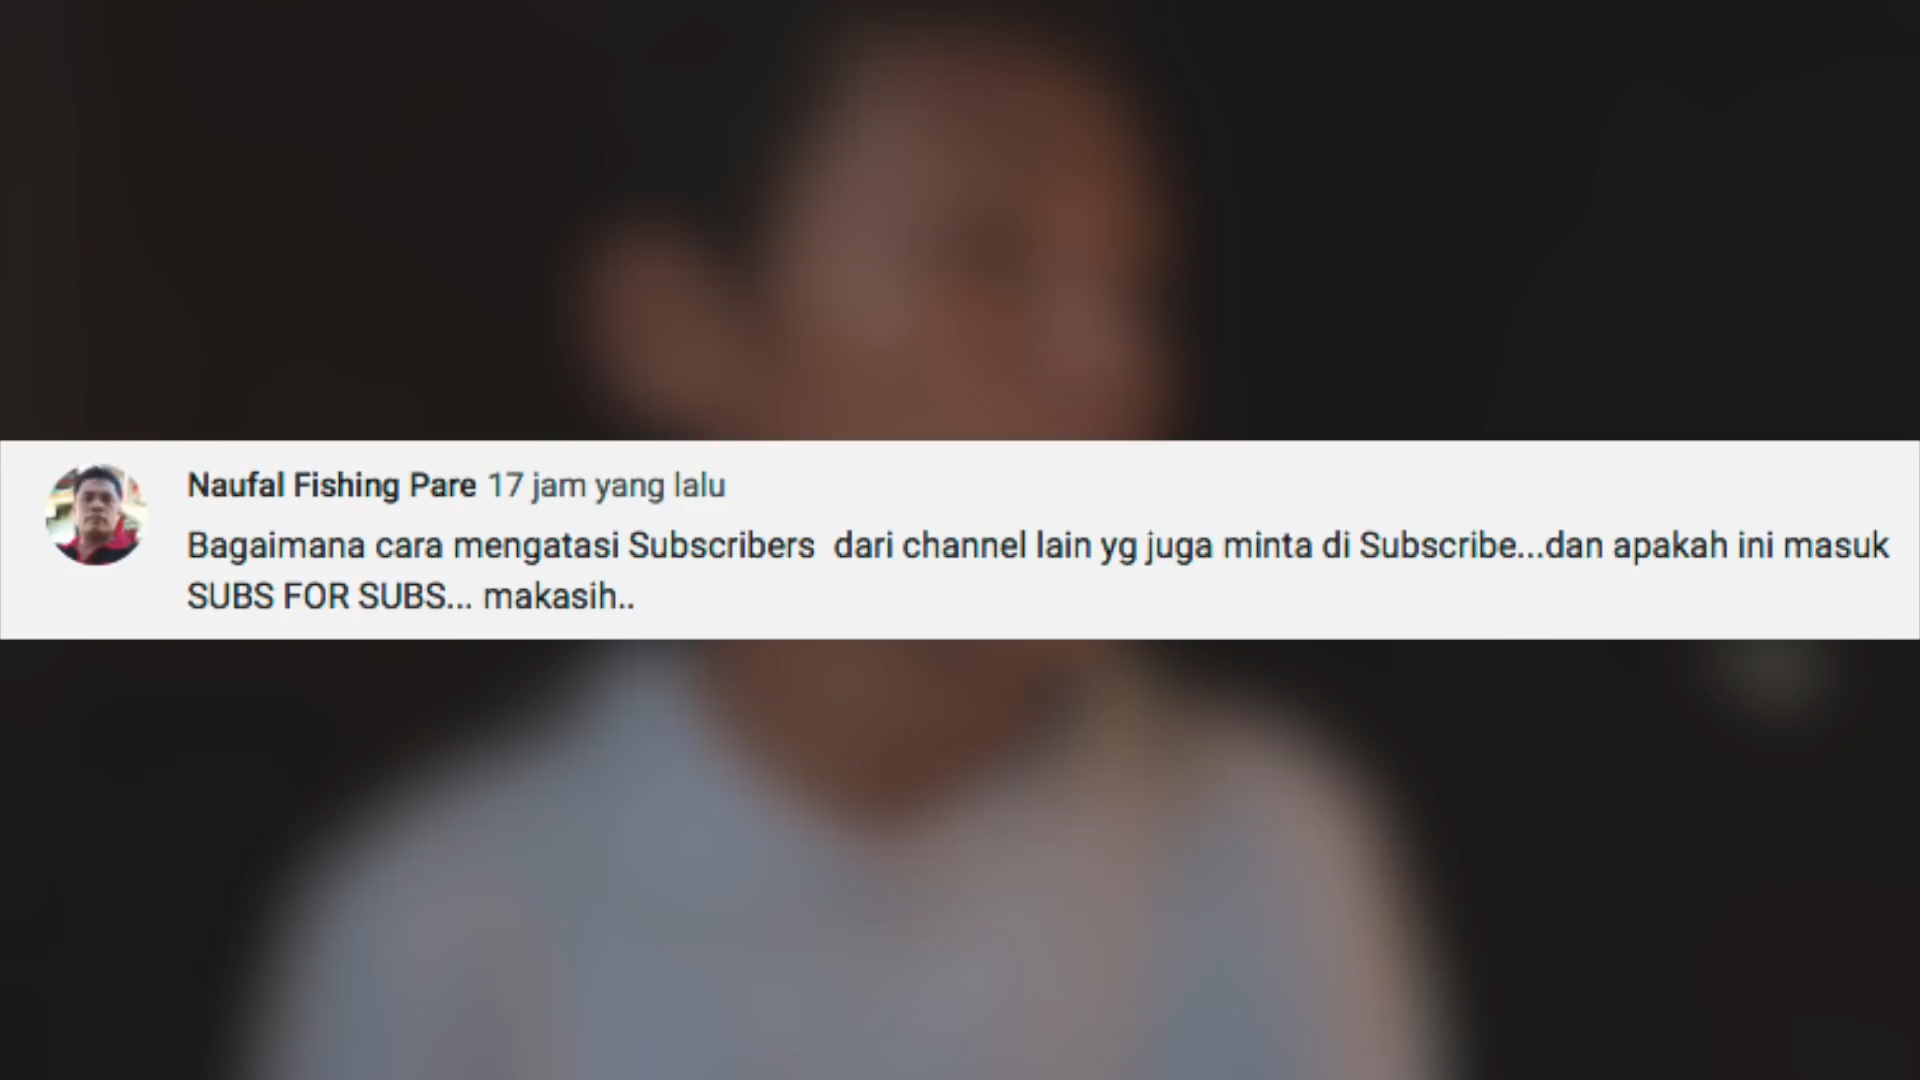 Naufal Fishing Pare 17 jam yang lalu
Bagaimana cara mengatasi Subscribers dari channel lain yg juga minta di Subscribe...dan apakah ini masuk
SUBS FOR SUBS... makasih..